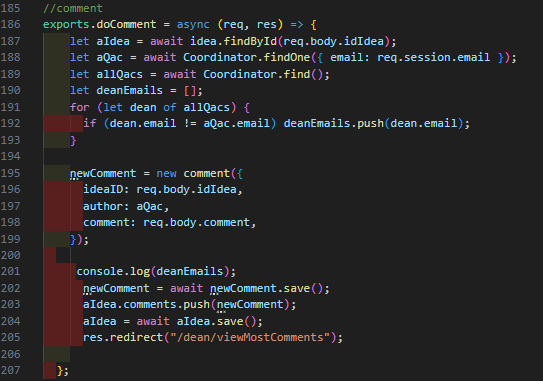 185 //comment
186 exports.doComment = async (req, res) => {
187 let aIdea = await idea.findById(req.body.idIdea);
188 let aQac = await Coordinator.findOne({ email: req.session.email });
189 let allQacs = await Coordinator.find();
190 let deanEmails = [];
191 for (let dean of allQacs) {
192 if (dean.email != aQac.email) deanEmails.push(dean.email);
193 }
194
195 newComment = new comment({
196 ideaID: req.body.idIdea,
197 author: aQac,
198 comment: req.body.comment,
199 });
200
201 console.log(deanEmails);
202 newComment = await newComment.save();
203 aIdea.comments.push(newComment);
204 aIdea = await aIdea.save();
205 res.redirect("/dean/viewMostComments");
206
207 };